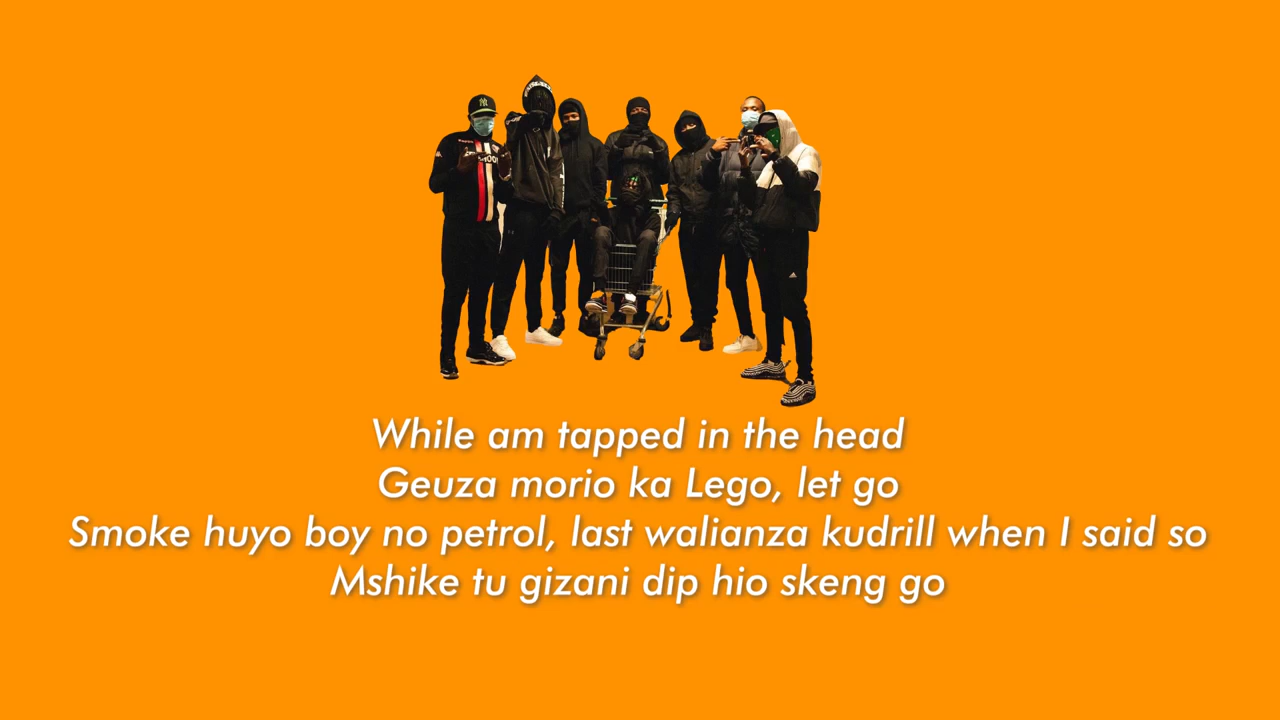 While am tapped in the head
Geuza morio ka Lego, let go
Smoke huyo boy no petrol, last walianza kudrill when I said so
Mshike tu gizani dip hio skeng go